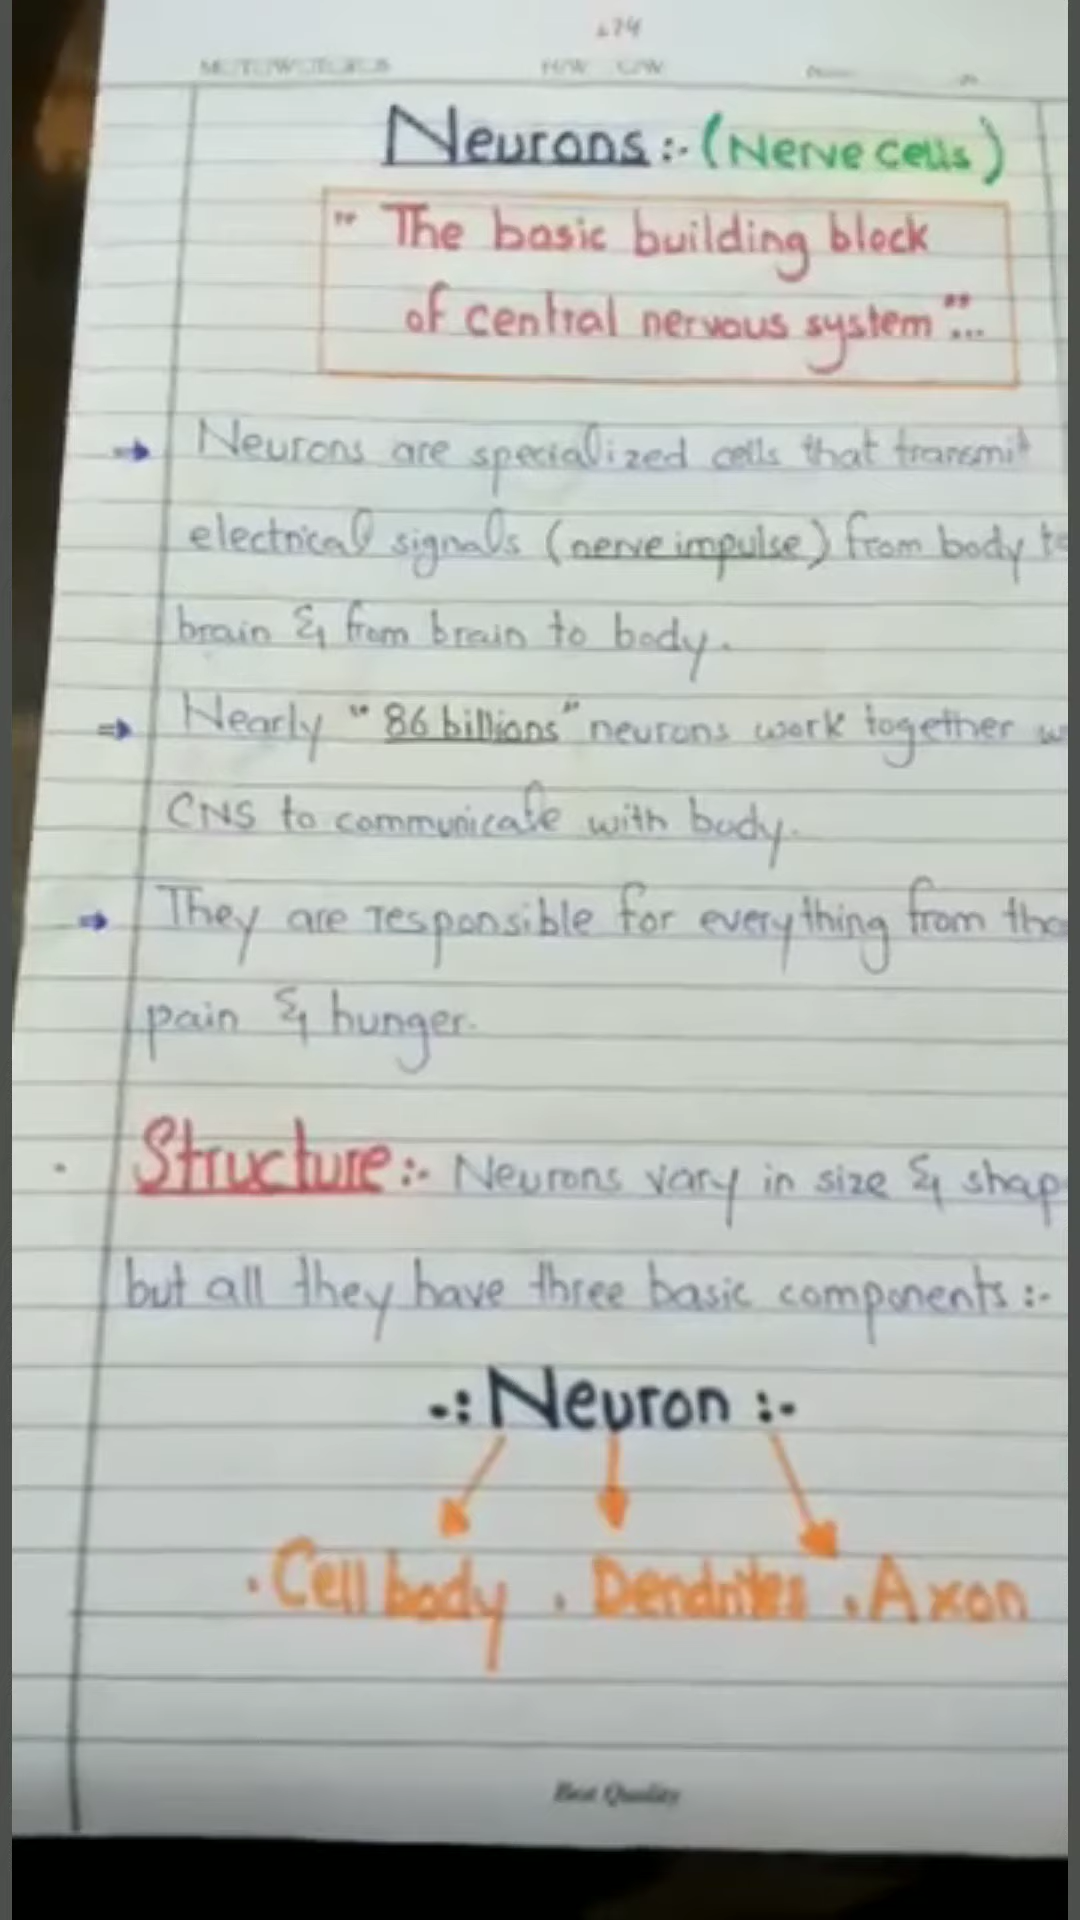 Neurons :- (Nerve cells)
" The basic building block
of central nervous system "...
⇒ Neurons are specialized cells that transmit
electrical signals (nerve impulse) from body to
brain & from brain to body.
⇒ Nearly "86 billions" neurons work together w
CNS to communicate with body.
⇒ They are responsible for everything from tho
pain & hunger.
Structure :- Neurons vary in size & shap
but all they have three basic components :-
-: Neuron :-
. Cell body . Dendrites . Axon
Best Quality